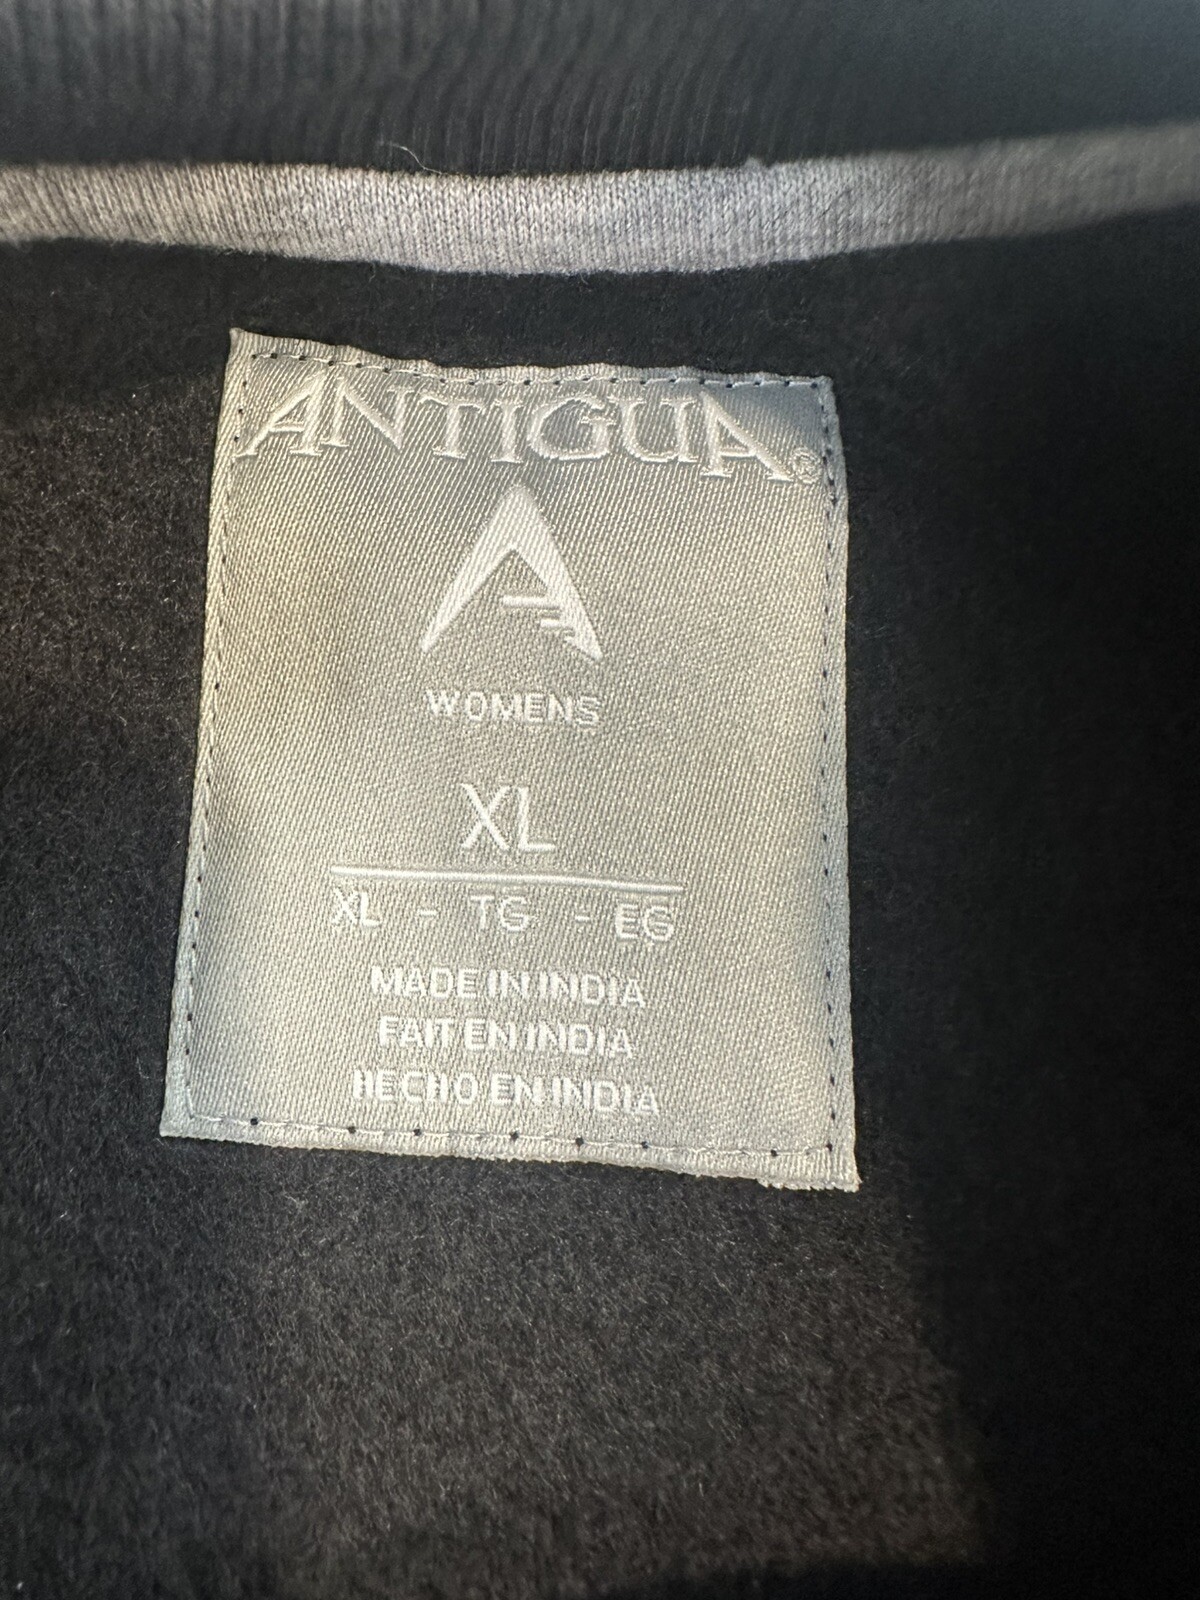 ANTIGUA®
WOMENS
XL
XL - TG - EG
MADE IN INDIA
FAIT EN INDIA
HECHO EN INDIA